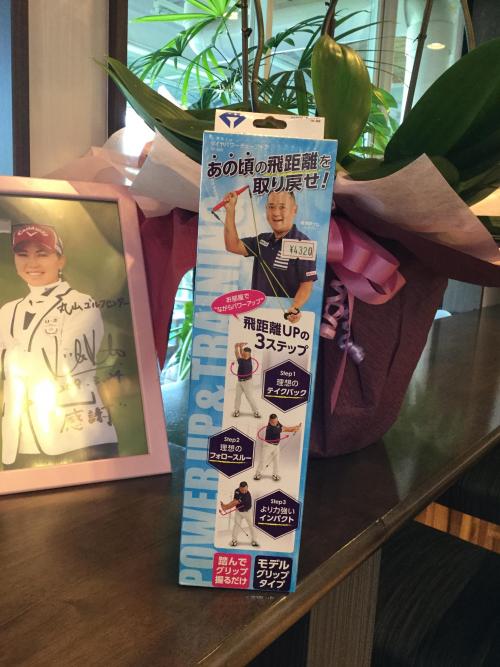 あの頃の飛距離を
取り戻せ!
¥4320
お部屋で
"ながらパワーアップ"
飛距離UPの
3ステップ
Step1
理想の
テイクバック
Step2
理想の
フォロースルー
Step3
より力強い
インパクト
POWER UP & TRAINING
踏んで
グリップ
握るだけ
モデル
グリップ
タイプ
丸山ゴルフセンター
感謝